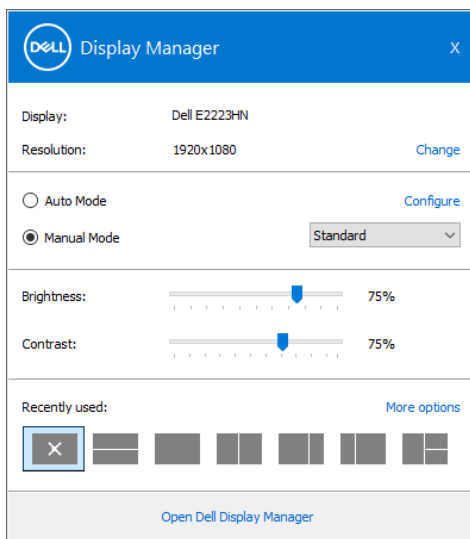 DELL Display Manager X
Display: Dell E2223HN
Resolution: 1920x1080 Change
Auto Mode Configure
Manual Mode Standard
Brightness: 75%
Contrast: 75%
Recently used: More options
Open Dell Display Manager